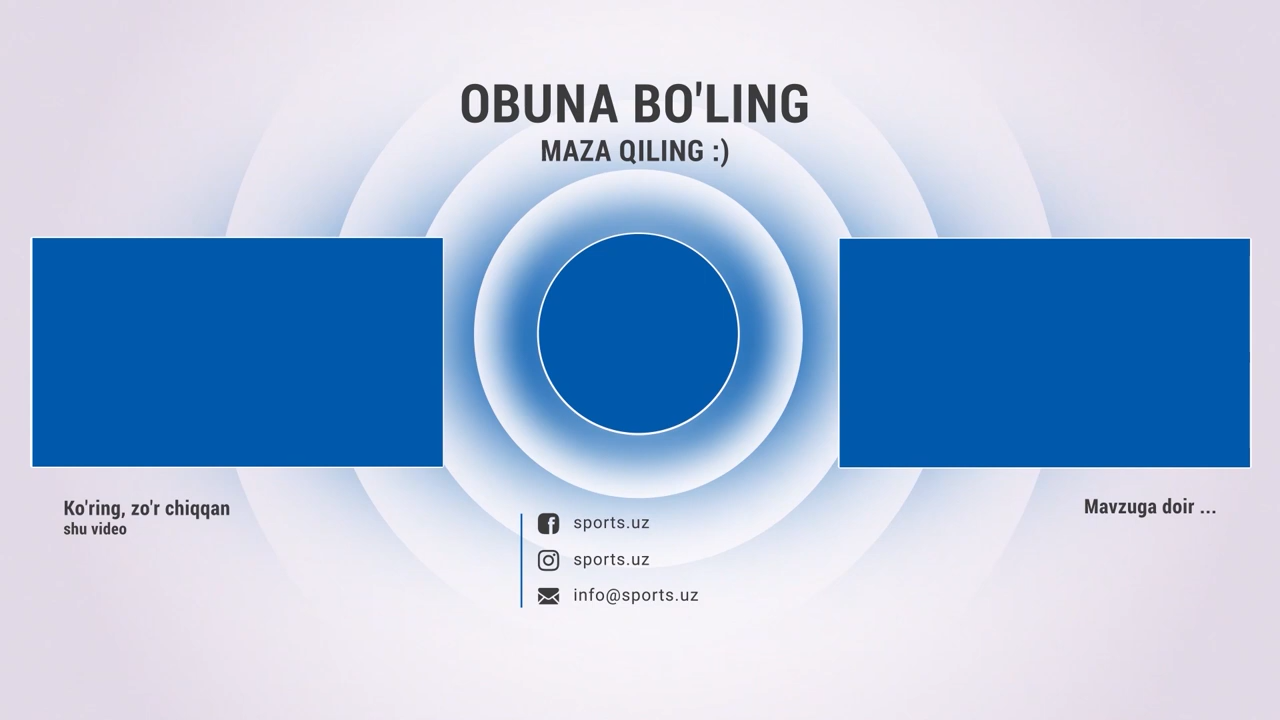 OBUNA BO'LING
MAZA QILING :)
Ko'ring, zo'r chiqqan
shu video
Mavzuga doir ...
sports.uz
sports.uz
info@sports.uz